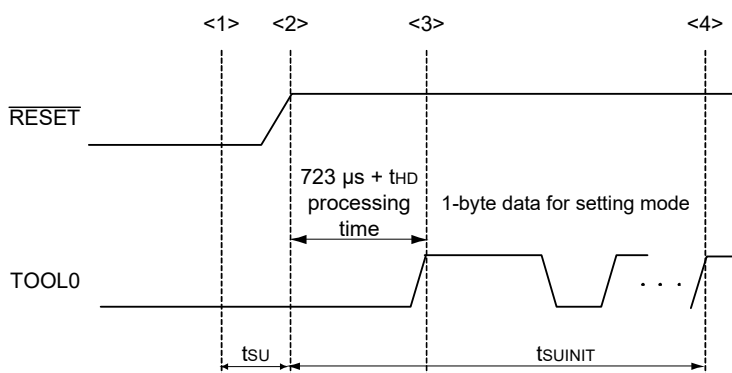 <1> <2> <3> <4>
RESET
723 µs + tHD
processing
time
1-byte data for setting mode
TOOL0
. . .
tSU
tSUINIT